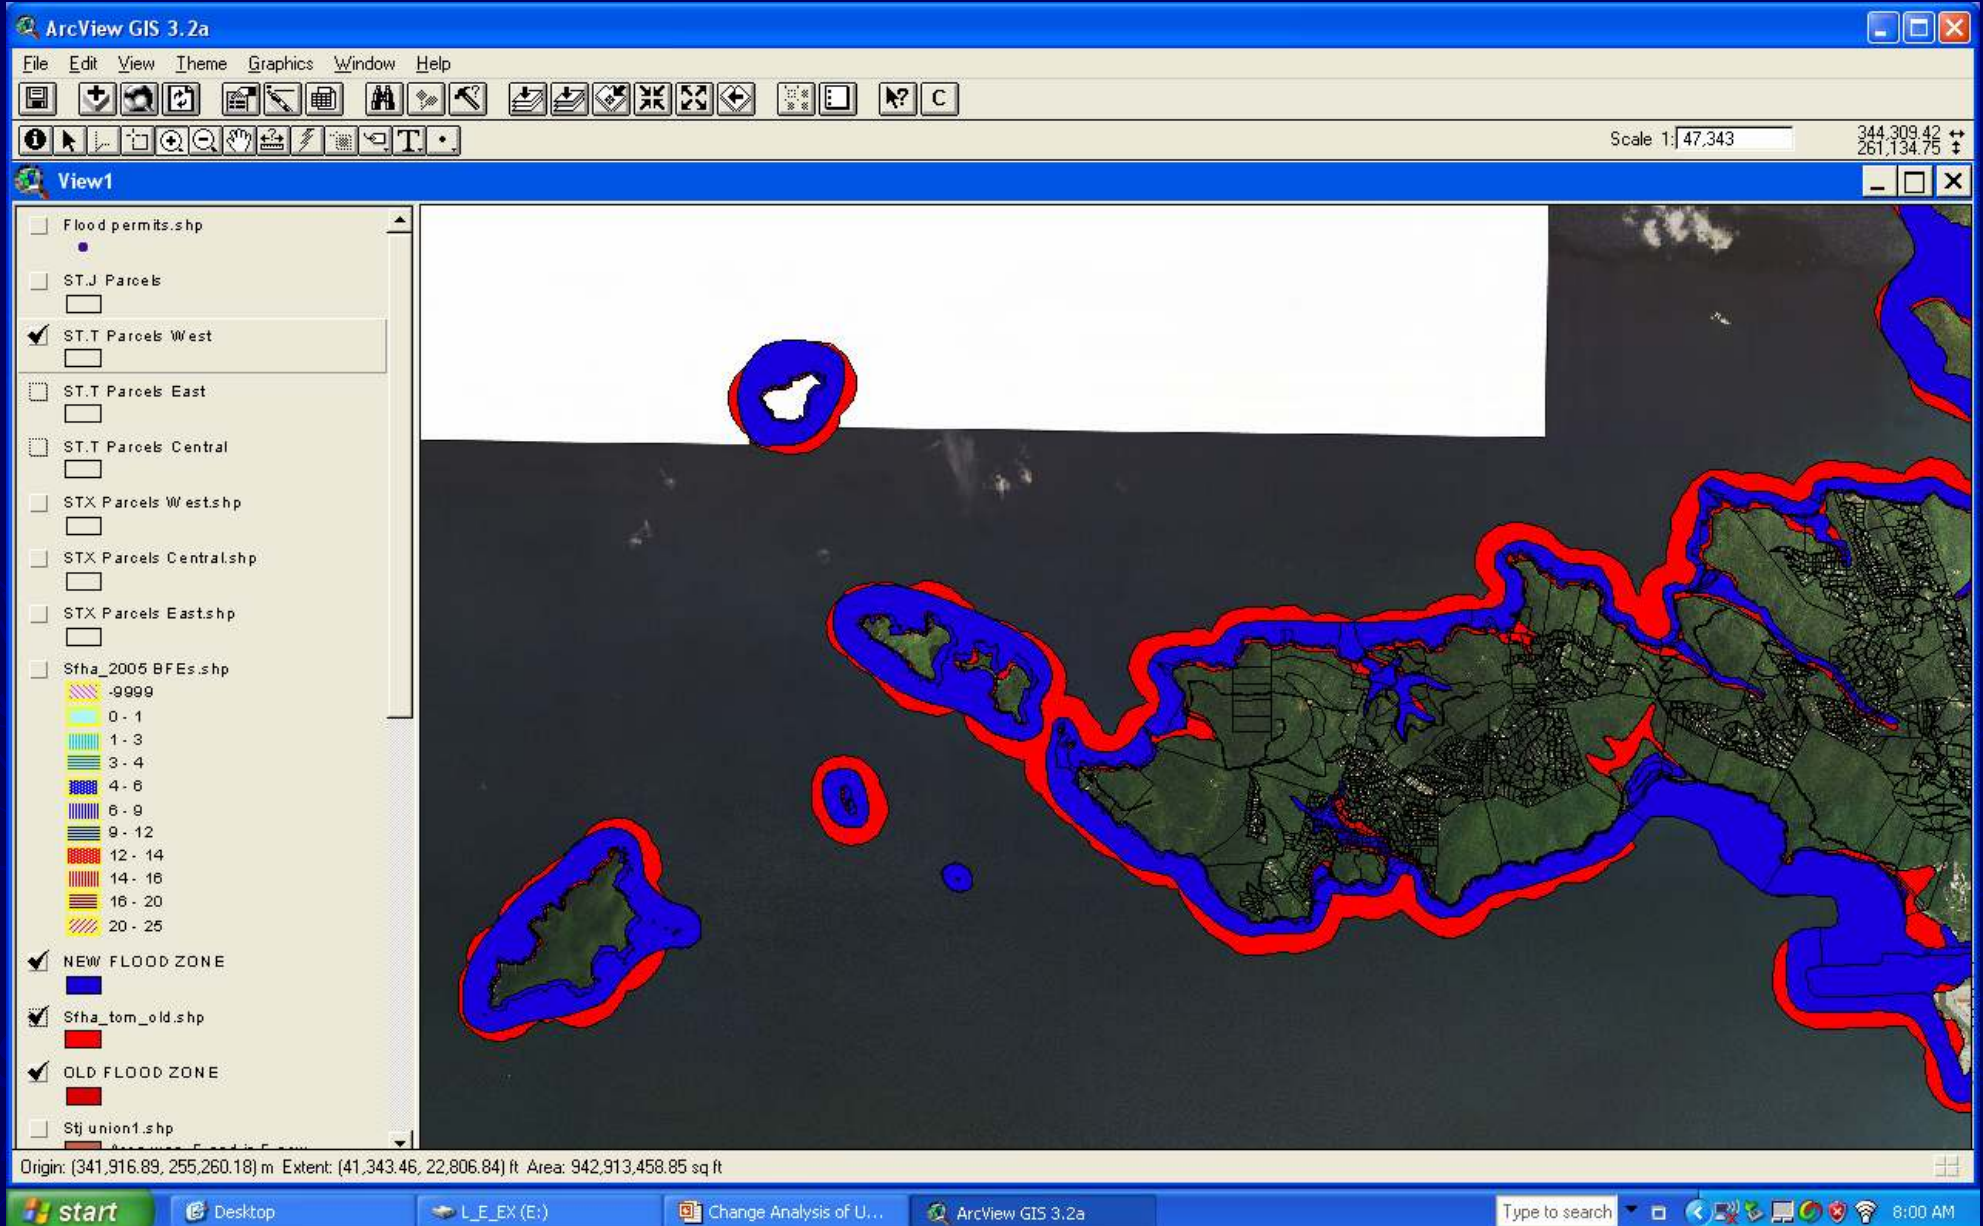 ArcView GIS 3.2a
File Edit View Theme Graphics Window Help
C
T
Scale 1: 47,343
344,309.42
261,134.75
View1
Flood permits.shp
ST.J Parcels
ST.T Parcels West
ST.T Parcels East
ST.T Parcels Central
STX Parcels West.shp
STX Parcels Central.shp
STX Parcels East.shp
Sfha_2005 BFEs.shp
-9999
0 - 1
1 - 3
3 - 4
4 - 6
6 - 9
9 - 12
12 - 14
14 - 16
16 - 20
20 - 25
NEW FLOOD ZONE
Sfha_tom_old.shp
OLD FLOOD ZONE
Stj union1.shp
Origin: (341,916.89, 255,260.18) m Extent: (41,343.46, 22,806.84) ft Area: 942,913,458.85 sq ft
start
Desktop
L_E_EX (E:)
Change Analysis of U...
ArcView GIS 3.2a
Type to search
8:00 AM